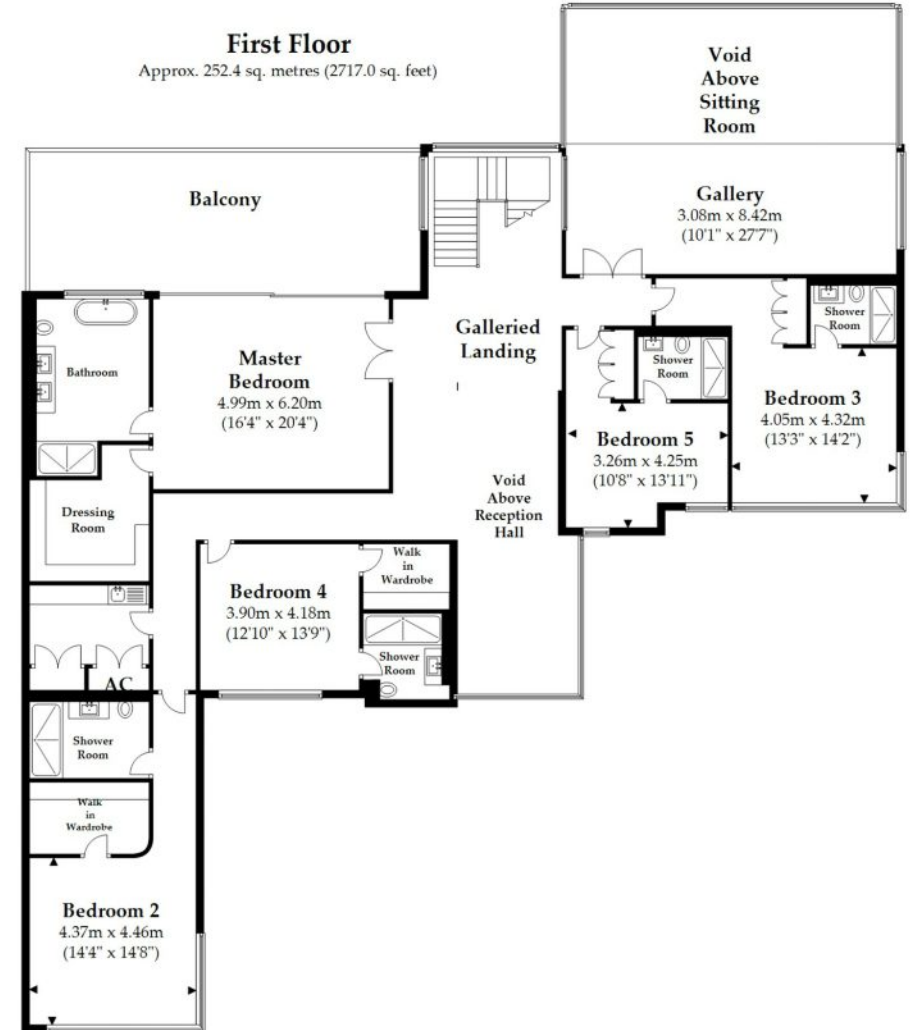 First Floor
Approx. 252.4 sq. metres (2717.0 sq. feet)
Void
Above
Sitting
Room
Balcony
Gallery
3.08m x 8.42m
(10'1" x 27'7")
Shower
Room
Galleried
Landing
Master
Bedroom
4.99m x 6.20m
(16'4" x 20'4")
Bathroom
Shower
Room
Bedroom 3
4.05m x 4.32m
(13'3" x 14'2")
Bedroom 5
3.26m x 4.25m
(10'8" x 13'11")
Void
Above
Reception
Hall
Dressing
Room
Walk
in
Wardrobe
Bedroom 4
3.90m x 4.18m
(12'10" x 13'9")
Shower
Room
AC
Shower
Room
Walk
in
Wardrobe
Bedroom 2
4.37m x 4.46m
(14'4" x 14'8")